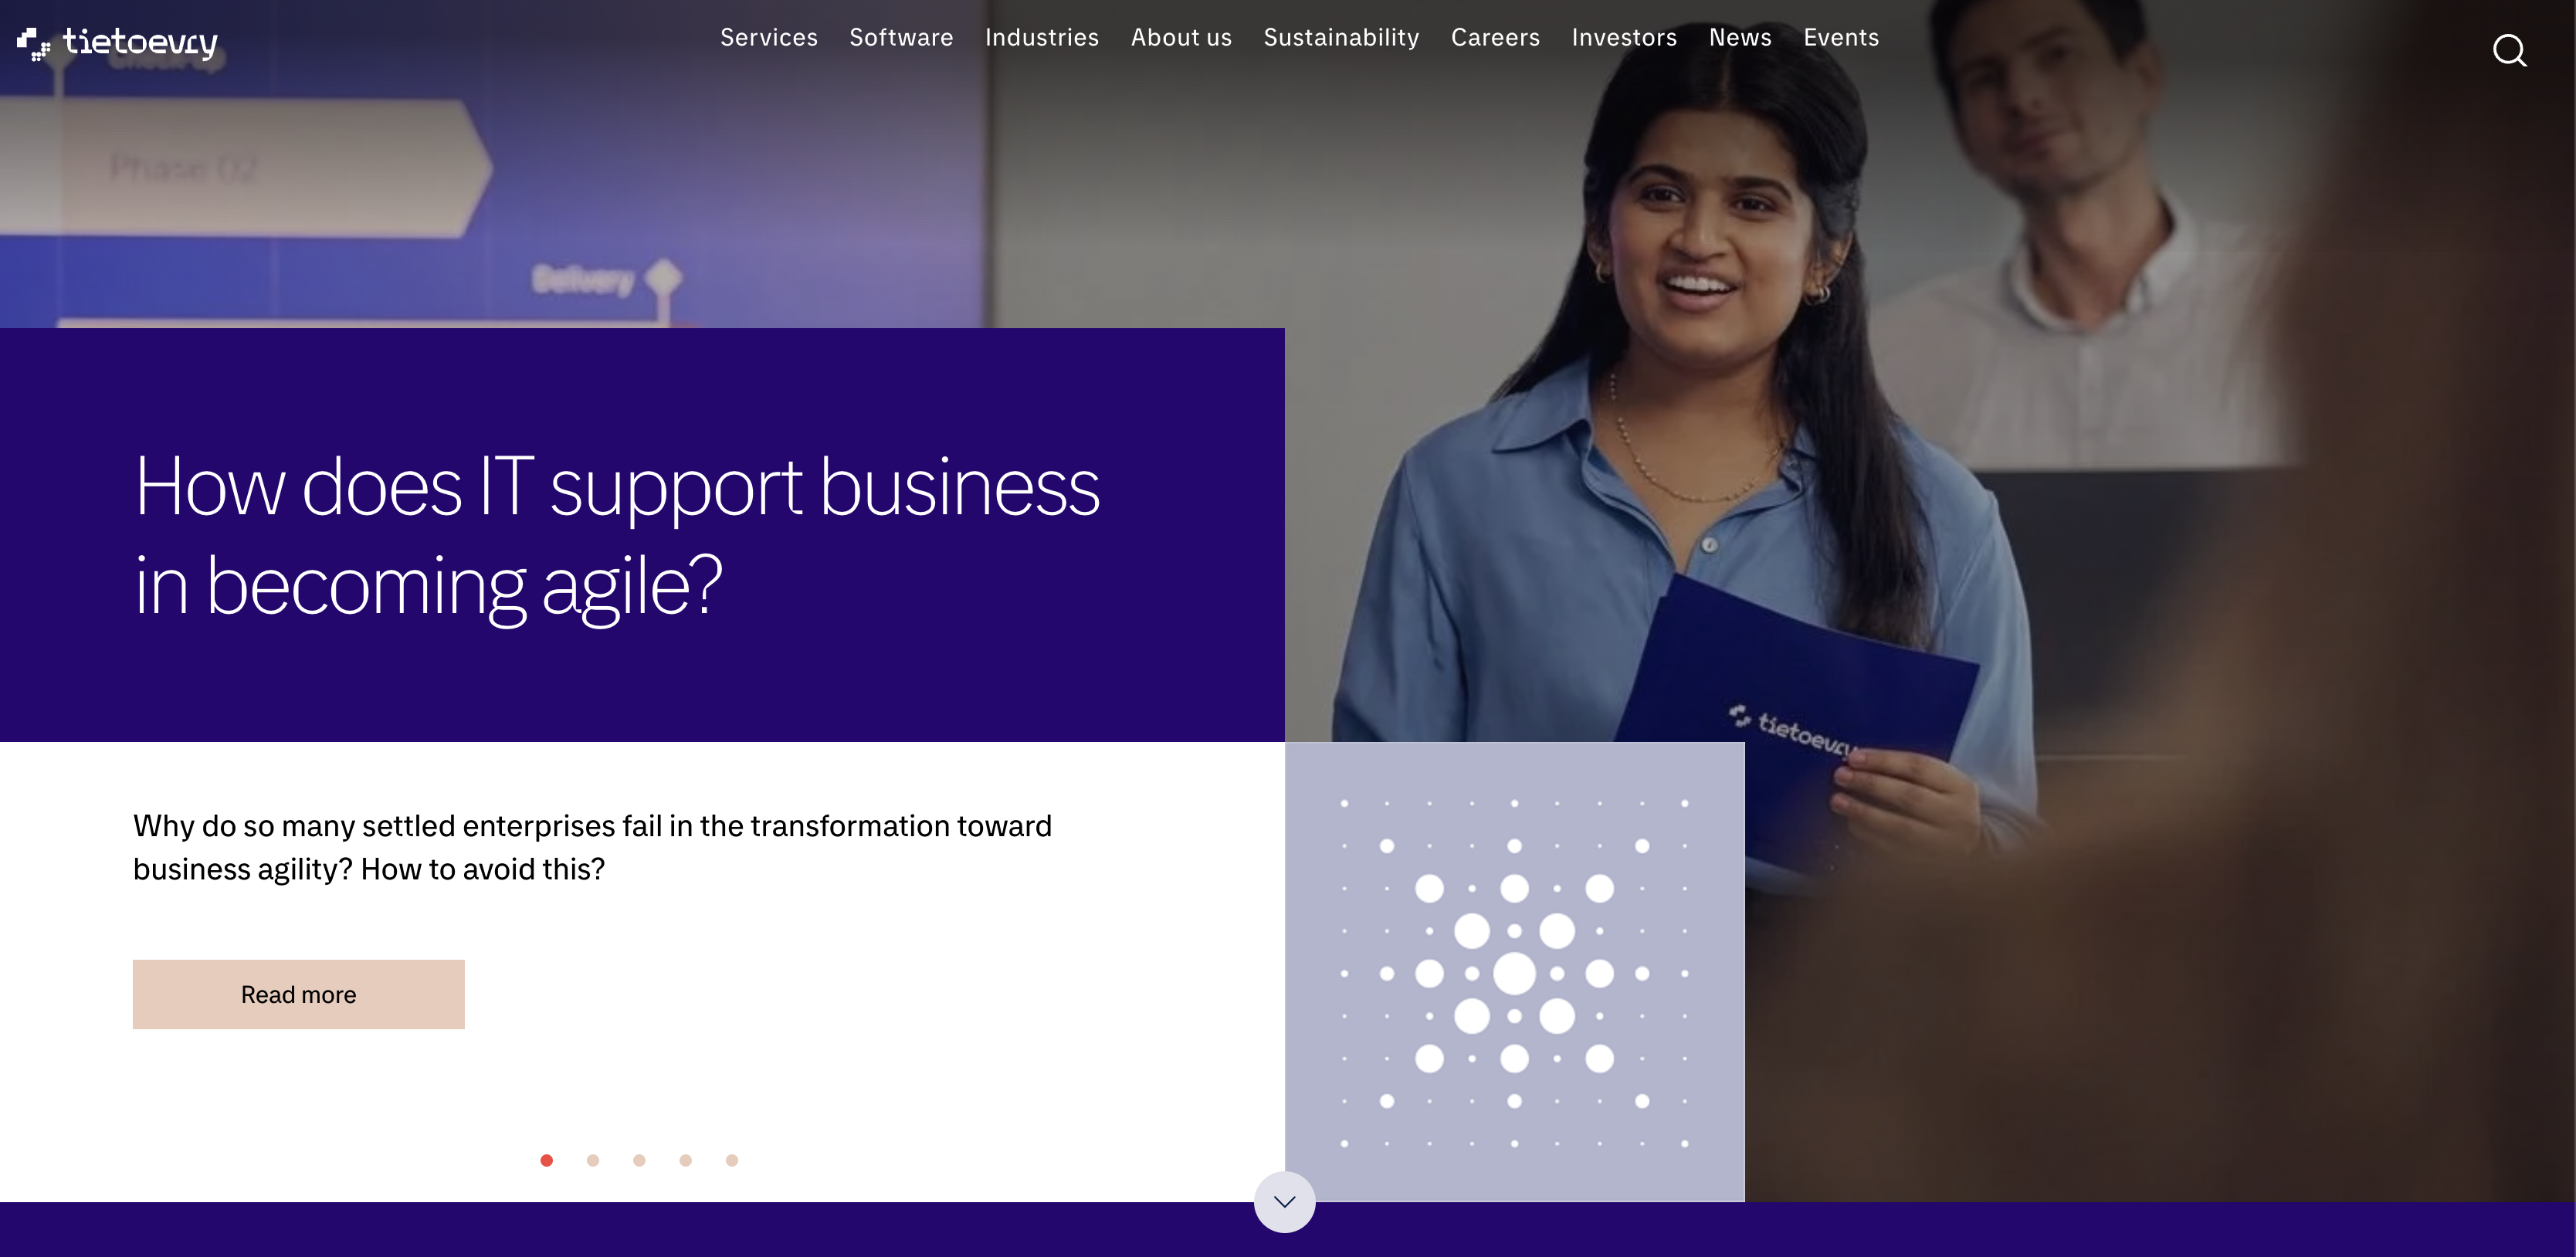 tietoevry
Services Software Industries About us Sustainability Careers Investors News Events
Phase 02
Delivery
How does IT support business
in becoming agile?
tietoevry
Why do so many settled enterprises fail in the transformation toward
business agility? How to avoid this?
Read more